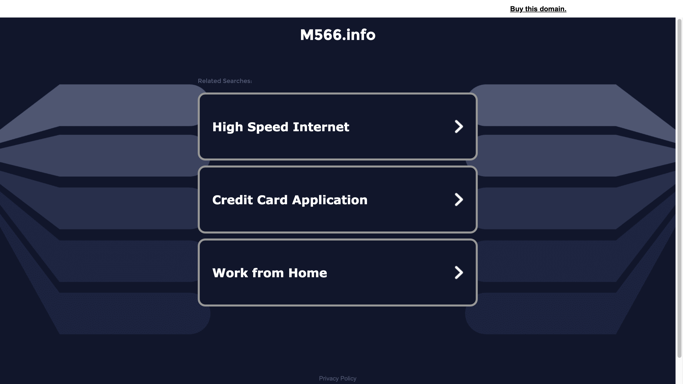 Buy this domain.
M566.info
Related Searches:
High Speed Internet
Credit Card Application
Work from Home
Privacy Policy